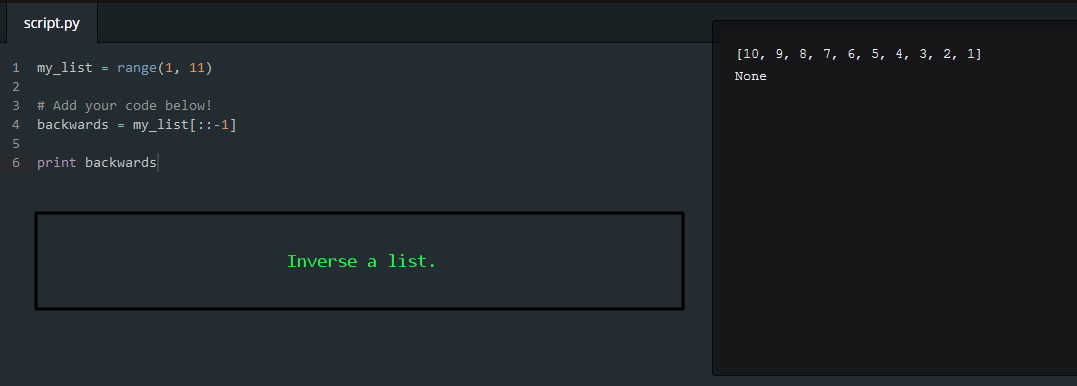 script.py
1 my_list = range(1, 11)
2
3 # Add your code below!
4 backwards = my_list[::-1]
5
6 print backwards
Inverse a list.
[10, 9, 8, 7, 6, 5, 4, 3, 2, 1]
None